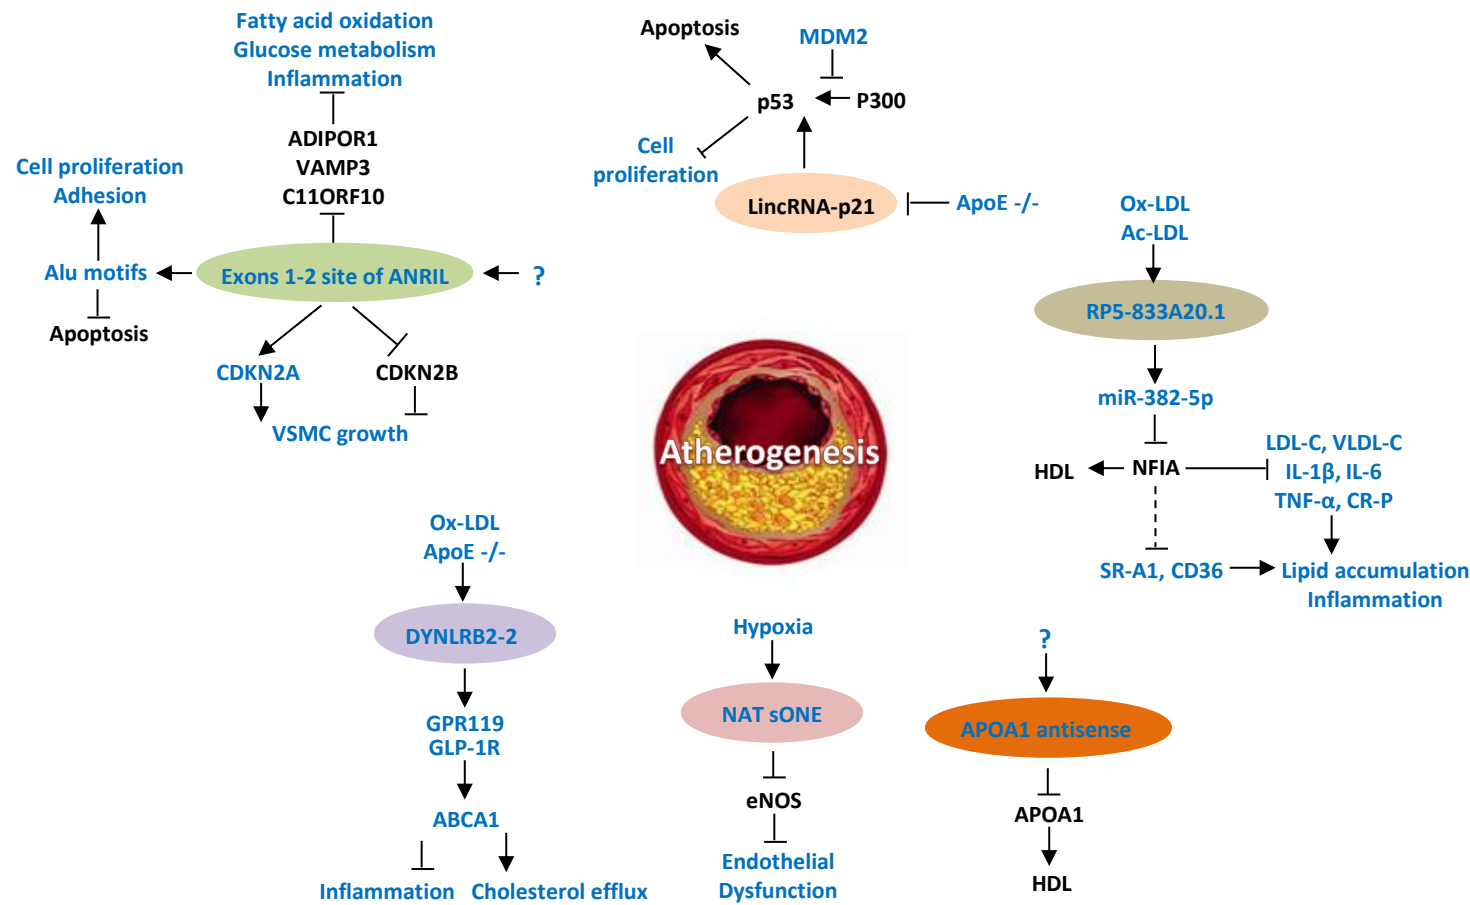 Fatty acid oxidation
Glucose metabolism
Inflammation
ADIPOR1
VAMP3
C11ORF10
Cell proliferation
Adhesion
Alu motifs
Apoptosis
Exons 1-2 site of ANRIL
?
CDKN2A
CDKN2B
VSMC growth
Apoptosis
MDM2
p53
P300
Cell
proliferation
LincRNA-p21
ApoE -/-
Ox-LDL
Ac-LDL
RP5-833A20.1
miR-382-5p
HDL
NFIA
LDL-C, VLDL-C
IL-1β, IL-6
TNF-α, CR-P
SR-A1, CD36
Lipid accumulation
Inflammation
Atherogenesis
Ox-LDL
ApoE -/-
DYNLRB2-2
GPR119
GLP-1R
ABCA1
Inflammation
Cholesterol efflux
Hypoxia
NAT sONE
eNOS
Endothelial
Dysfunction
?
APOA1 antisense
APOA1
HDL